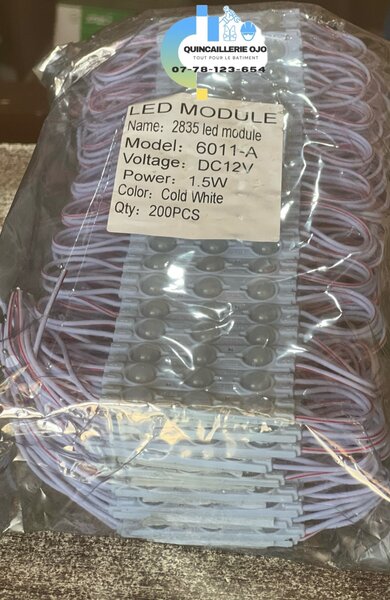 QUINCAILLERIE OJO
TOUT POUR LE BATIMENT
07-78-123-654
LED MODULE
Name: 2835 led module
Model: 6011-A
Voltage: DC12V
Power: 1.5W
Color: Cold White
Qty: 200PCS